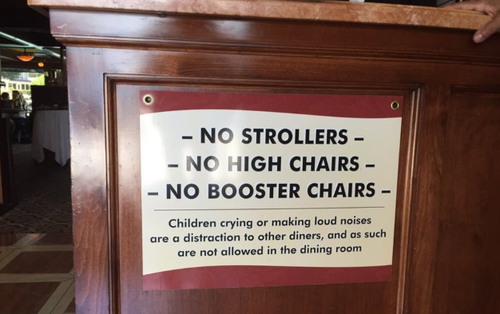 – NO STROLLERS –
– NO HIGH CHAIRS –
– NO BOOSTER CHAIRS –
Children crying or making loud noises
are a distraction to other diners, and as such
are not allowed in the dining room